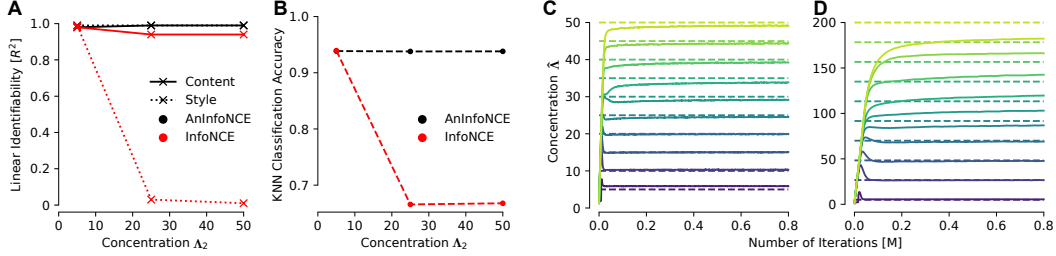 A
Linear Identifiability [R²]
1.0
0.8
0.6
0.4
0.2
0
0 10 20 30 40 50
Concentration Λ₂
Content
Style
AnInfoNCE
InfoNCE
B
KNN Classification Accuracy
0.9
0.8
0.7
0 10 20 30 40 50
Concentration Λ₂
AnInfoNCE
InfoNCE
C
Concentration Λ̂
50
40
30
20
10
0
0.0 0.2 0.4 0.6 0.8
D
200
150
100
50
0
0.0 0.2 0.4 0.6 0.8
Number of Iterations [M]